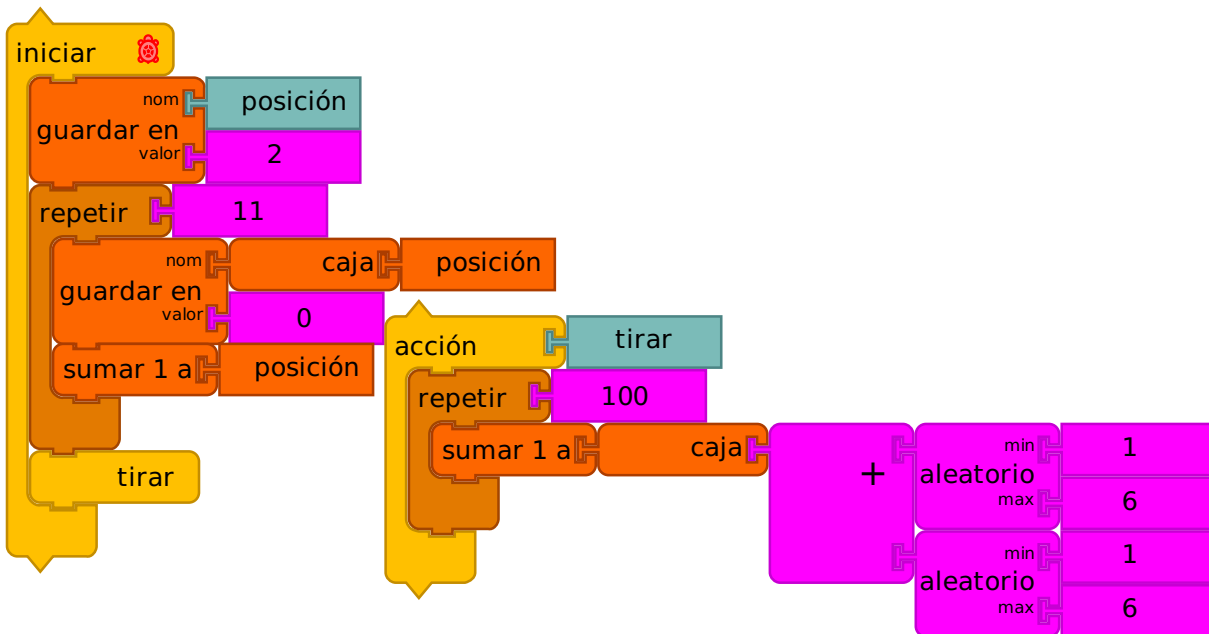 iniciar
nom posición
guardar en
valor 2
repetir 11
nom caja posición
guardar en
valor 0
sumar 1 a posición
tirar
acción tirar
repetir 100
sumar 1 a caja + aleatorio
min 1
max 6
aleatorio
min 1
max 6